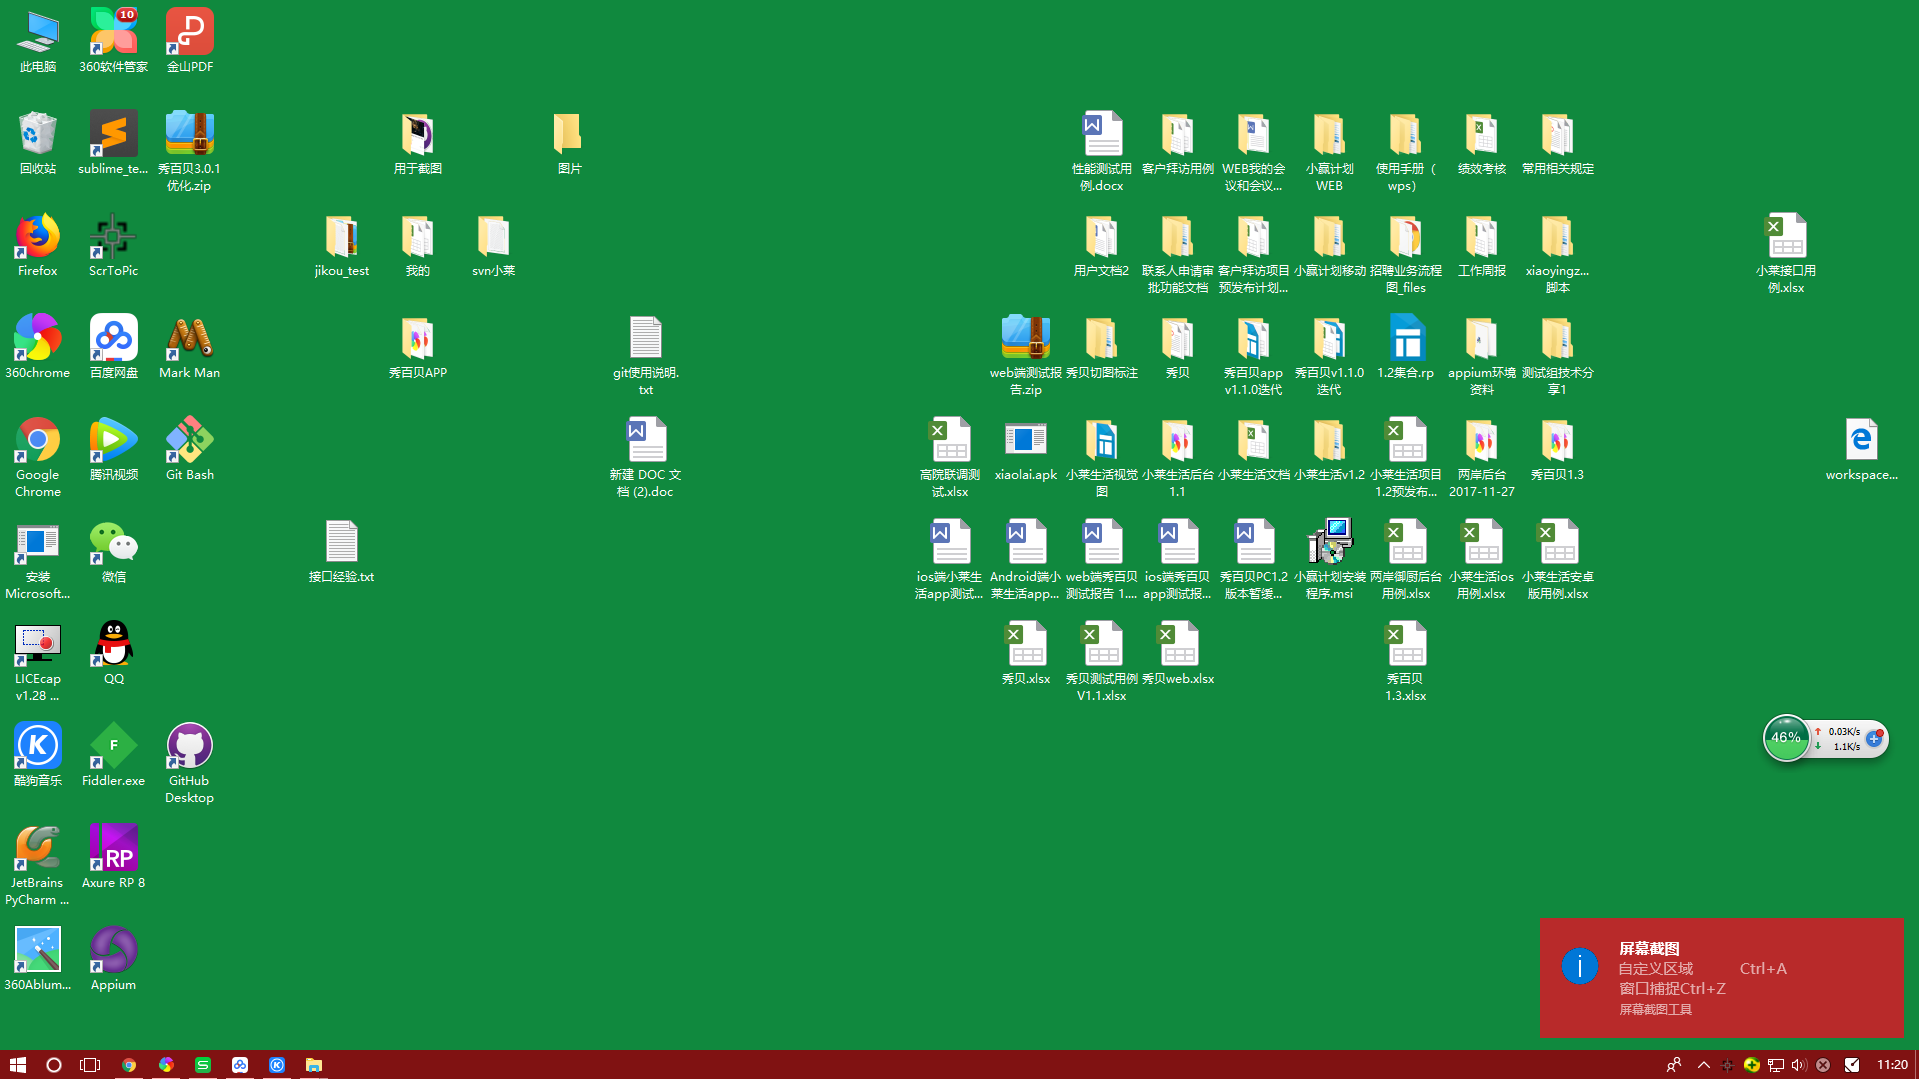 此电脑
360软件管家
10
金山PDF
回收站
sublime_te...
秀百贝3.0.1
优化.zip
用于截图
图片
性能测试用
例.docx
客户拜访用例
WEB我的会
议和会议...
小赢计划
WEB
使用手册（
wps）
绩效考核
常用相关规定
Firefox
ScrToPic
jikou_test
我的
svn小莱
用户文档2
联系人申请审
批功能文档
客户拜访项目
预发布计划...
小赢计划移动
招聘业务流程
图_files
工作周报
xiaoyingz...
脚本
小莱接口用
例.xlsx
360chrome
百度网盘
Mark Man
秀百贝APP
git使用说明.
txt
web端测试报
告.zip
秀贝切图标注
秀贝
秀百贝app
v1.1.0迭代
秀百贝v1.1.0
迭代
1.2集合.rp
appium环境
资料
测试组技术分
享1
Google
Chrome
腾讯视频
Git Bash
新建 DOC 文
档 (2).doc
高院联调测
试.xlsx
xiaolai.apk
小莱生活视觉
图
小莱生活后台
1.1
小莱生活文档
小莱生活v1.2
小莱生活项目
1.2预发布...
两岸后台
2017-11-27
秀百贝1.3
workspace...
安装
Microsoft...
微信
接口经验.txt
ios端小莱生
活app测试...
Android端小
莱生活app...
web端秀百贝
测试报告 1....
ios端秀百贝
app测试报...
秀百贝PC1.2
版本暂缓...
小赢计划安装
程序.msi
两岸御厨后台
用例.xlsx
小莱生活ios
用例.xlsx
小莱生活安卓
版用例.xlsx
LICEcap
v1.28 ...
QQ
秀贝.xlsx
秀贝测试用例
V1.1.xlsx
秀贝web.xlsx
秀百贝
1.3.xlsx
酷狗音乐
Fiddler.exe
GitHub
Desktop
46%
0.03K/s
1.1K/s
JetBrains
PyCharm ...
RP
Axure RP 8
360Ablum...
Appium
屏幕截图
自定义区域 Ctrl+A
窗口捕捉Ctrl+Z
屏幕截图工具
11:20